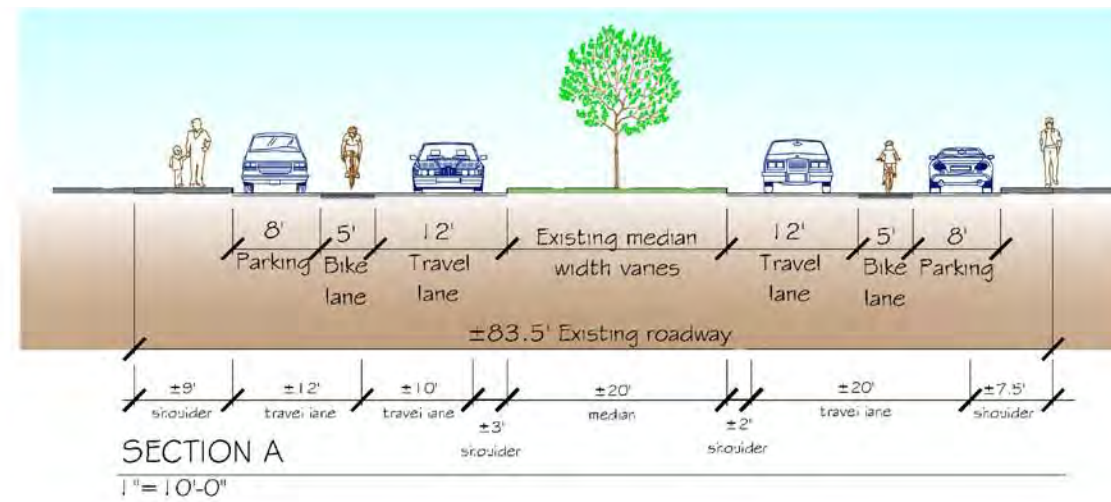 8' 5' 12' Existing median 12' 5' 8'
Parking Bike Travel width varies Travel Bike Parking
lane lane lane lane
±83.5' Existing roadway
±9' ±12' ±10' ±20' ±20' ±7.5'
shoulder travel lane travel lane median travel lane shoulder
±3' ±2'
shoulder shoulder
SECTION A
1"=10'-0"